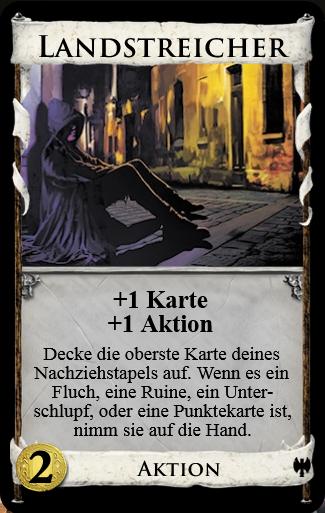 LANDSTREICHER
+1 Karte
+1 Aktion
Decke die oberste Karte deines
Nachziehstapels auf. Wenn es ein
Fluch, eine Ruine, ein Unter-
schlupf, oder eine Punktekarte ist,
nimm sie auf die Hand.
2
AKTION